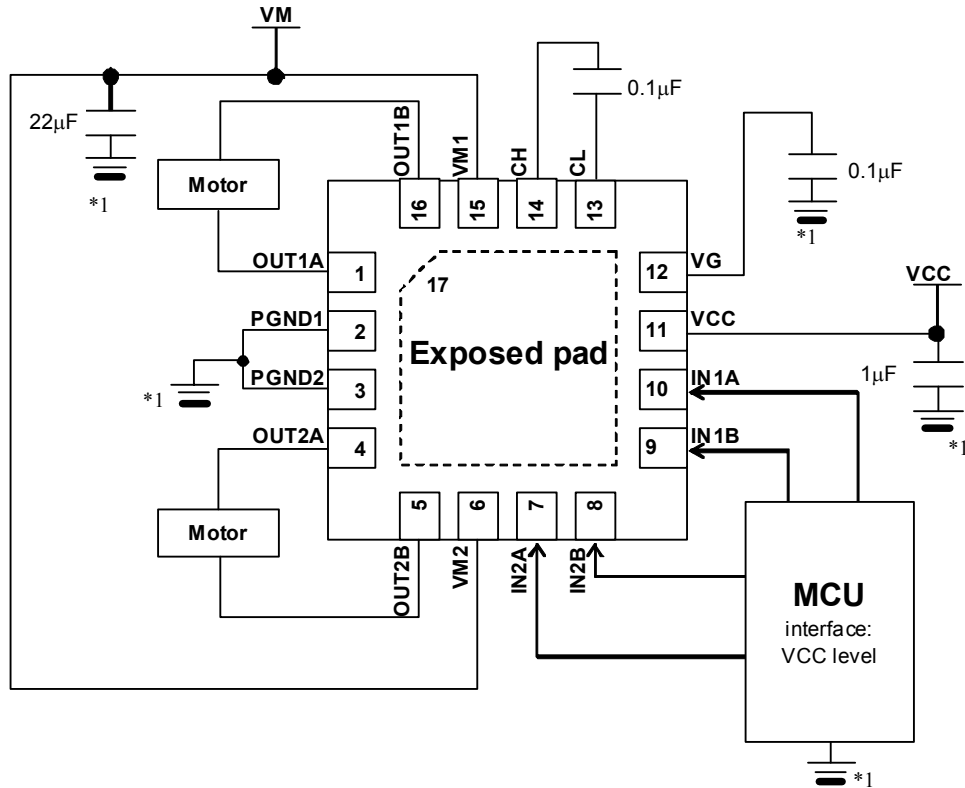 VM
22μF
*1
Motor
OUT1B
VM1
CH
CL
0.1μF
0.1μF
*1
16
15
14
13
OUT1A
1
17
12
VG
VCC
PGND1
2
Exposed pad
11
VCC
PGND2
3
10
IN1A
1μF
*1
*1
OUT2A
4
9
IN1B
Motor
5
6
7
8
OUT2B
VM2
IN2A
IN2B
MCU
interface:
VCC level
*1